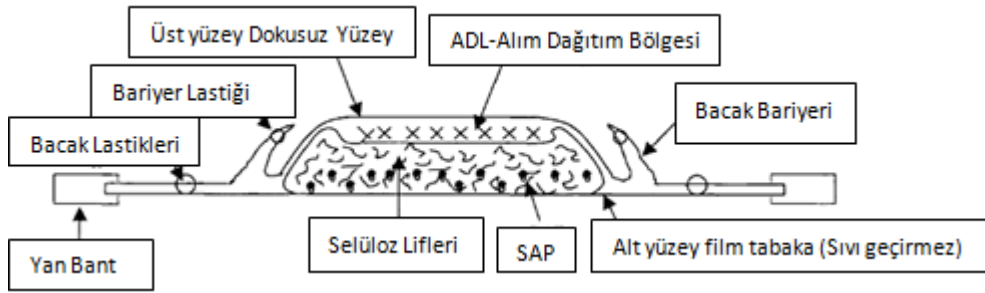 Üst yüzey Dokusuz Yüzey
ADL-Alım Dağıtım Bölgesi
Bariyer Lastiği
Bacak Bariyeri
Bacak Lastikleri
Selüloz Lifleri
SAP
Alt yüzey film tabaka (Sıvı geçirmez)
Yan Bant